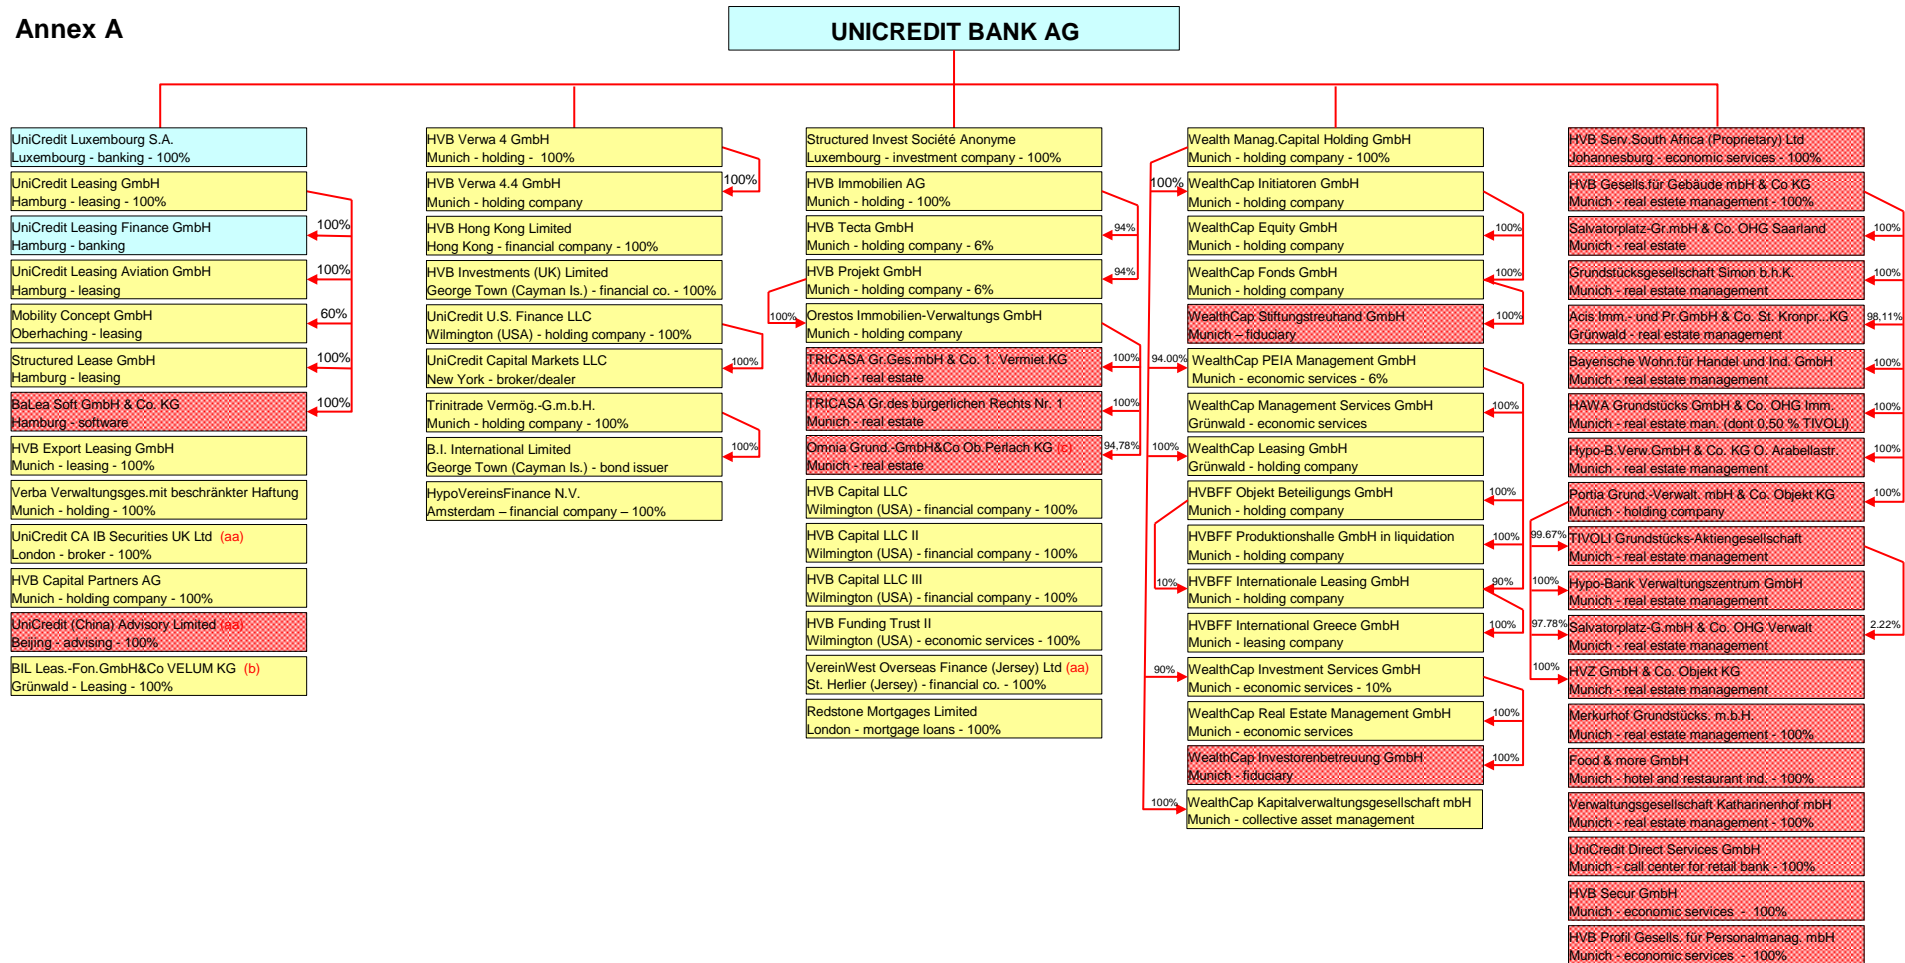 Annex A
UNICREDIT BANK AG
UniCredit Luxembourg S.A.
Luxembourg - banking - 100%
UniCredit Leasing GmbH
Hamburg - leasing - 100%
UniCredit Leasing Finance GmbH
Hamburg - banking
100%
UniCredit Leasing Aviation GmbH
Hamburg - leasing
100%
Mobility Concept GmbH
Oberhaching - leasing
60%
Structured Lease GmbH
Hamburg - leasing
100%
BaLea Soft GmbH & Co. KG
Hamburg - software
100%
HVB Export Leasing GmbH
Munich - leasing - 100%
Verba Verwaltungsges.mit beschränkter Haftung
Munich - holding - 100%
UniCredit CA IB Securities UK Ltd (aa)
London - broker - 100%
HVB Capital Partners AG
Munich - holding company - 100%
UniCredit (China) Advisory Limited (aa)
Beijing - advising - 100%
BIL Leas.-Fon.GmbH&Co VELUM KG (b)
Grünwald - Leasing - 100%
HVB Verwa 4 GmbH
Munich - holding - 100%
HVB Verwa 4.4 GmbH
Munich - holding company
100%
HVB Hong Kong Limited
Hong Kong - financial company - 100%
HVB Investments (UK) Limited
George Town (Cayman Is.) - financial co. - 100%
UniCredit U.S. Finance LLC
Wilmington (USA) - holding company - 100%
UniCredit Capital Markets LLC
New York - broker/dealer
100%
Trinitrade Vermög.-G.m.b.H.
Munich - holding company - 100%
B.I. International Limited
George Town (Cayman Is.) - bond issuer
100%
HypoVereinsFinance N.V.
Amsterdam – financial company – 100%
Structured Invest Société Anonyme
Luxembourg - investment company - 100%
HVB Immobilien AG
Munich - holding - 100%
HVB Tecta GmbH
Munich - holding company - 6%
94%
HVB Projekt GmbH
Munich - holding company - 6%
94%
Orestos Immobilien-Verwaltungs GmbH
Munich - holding company
100%
TRICASA Gr.Ges.mbH & Co. 1. Vermiet.KG
Munich - real estate
100%
TRICASA Gr.des bürgerlichen Rechts Nr. 1
Munich - real estate
100%
Omnia Grund.-GmbH&Co Ob.Perlach KG (c)
Munich - real estate
94.78%
HVB Capital LLC
Wilmington (USA) - financial company - 100%
HVB Capital LLC II
Wilmington (USA) - financial company - 100%
HVB Capital LLC III
Wilmington (USA) - financial company - 100%
HVB Funding Trust II
Wilmington (USA) - economic services - 100%
VereinWest Overseas Finance (Jersey) Ltd (aa)
St. Herlier (Jersey) - financial co. - 100%
Redstone Mortgages Limited
London - mortgage loans - 100%
Wealth Manag.Capital Holding GmbH
Munich - holding company - 100%
WealthCap Initiatoren GmbH
Munich - holding company
100%
WealthCap Equity GmbH
Munich - holding company
100%
WealthCap Fonds GmbH
Munich - holding company
100%
WealthCap Stiftungstreuhand GmbH
Munich – fiduciary
100%
WealthCap PEIA Management GmbH
Munich - economic services - 6%
94.00%
WealthCap Management Services GmbH
Grünwald - economic services
100%
WealthCap Leasing GmbH
Grünwald - holding company
100%
HVBFF Objekt Beteiligungs GmbH
Munich - holding company
100%
HVBFF Produktionshalle GmbH in liquidation
Munich - holding company
100%
HVBFF Internationale Leasing GmbH
Munich - holding company
10%
90%
HVBFF International Greece GmbH
Munich - leasing company
100%
WealthCap Investment Services GmbH
Munich - economic services - 10%
90%
WealthCap Real Estate Management GmbH
Munich - economic services
100%
WealthCap Investorenbetreuung GmbH
Munich - fiduciary
100%
WealthCap Kapitalverwaltungsgesellschaft mbH
Munich - collective asset management
100%
HVB Serv.South Africa (Proprietary) Ltd
Johannesburg - economic services - 100%
HVB Gesells.für Gebäude mbH & Co KG
Munich - real estete management - 100%
Salvatorplatz-Gr.mbH & Co. OHG Saarland
Munich - real estate
100%
Grundstücksgesellschaft Simon b.h.K.
Munich - real estate management
100%
Acis Imm.- und Pr.GmbH & Co. St. Kronpr...KG
Grünwald - real estate management
98,11%
Bayerische Wohn.für Handel und Ind. GmbH
Munich - real estate management
100%
HAWA Grundstücks GmbH & Co. OHG Imm.
Munich - real estate man. (dont 0,50 % TIVOLI)
100%
Hypo-B.Verw.GmbH & Co. KG O. Arabellastr.
Munich - real estate management
100%
Portia Grund.-Verwalt. mbH & Co. Objekt KG
Munich - holding company
100%
TIVOLI Grundstücks-Aktiengesellschaft
Munich - real estate management
99.67%
Hypo-Bank Verwaltungszentrum GmbH
Munich - real estate management
100%
Salvatorplatz-G.mbH & Co. OHG Verwalt
Munich - real estate management
97.78%
2.22%
HVZ GmbH & Co. Objekt KG
Munich - real estate management
100%
Merkurhof Grundstücks. m.b.H.
Munich - real estate management - 100%
Food & more GmbH
Munich - hotel and restaurant ind. - 100%
Verwaltungsgesellschaft Katharinenhof mbH
Munich - real estate management - 100%
UniCredit Direct Services GmbH
Munich - call center for retail bank - 100%
HVB Secur GmbH
Munich - economic services - 100%
HVB Profil Gesells. für Personalmanag. mbH
Munich - economic services - 100%